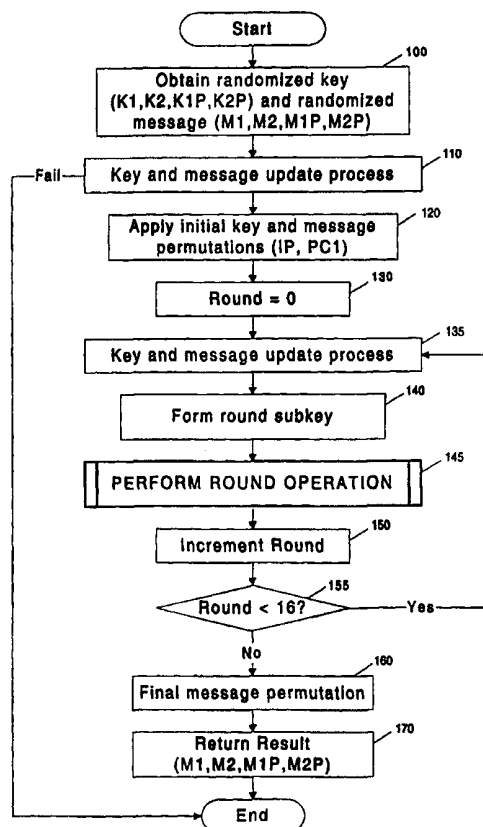 Start
100
Obtain randomized key
(K1,K2,K1P,K2P) and randomized
message (M1,M2,M1P,M2P)
110
Fail
Key and message update process
120
Apply initial key and message
permutations (IP, PC1)
130
Round = 0
135
Key and message update process
140
Form round subkey
145
PERFORM ROUND OPERATION
150
Increment Round
155
Round < 16?
Yes
No
160
Final message permutation
170
Return Result
(M1,M2,M1P,M2P)
End